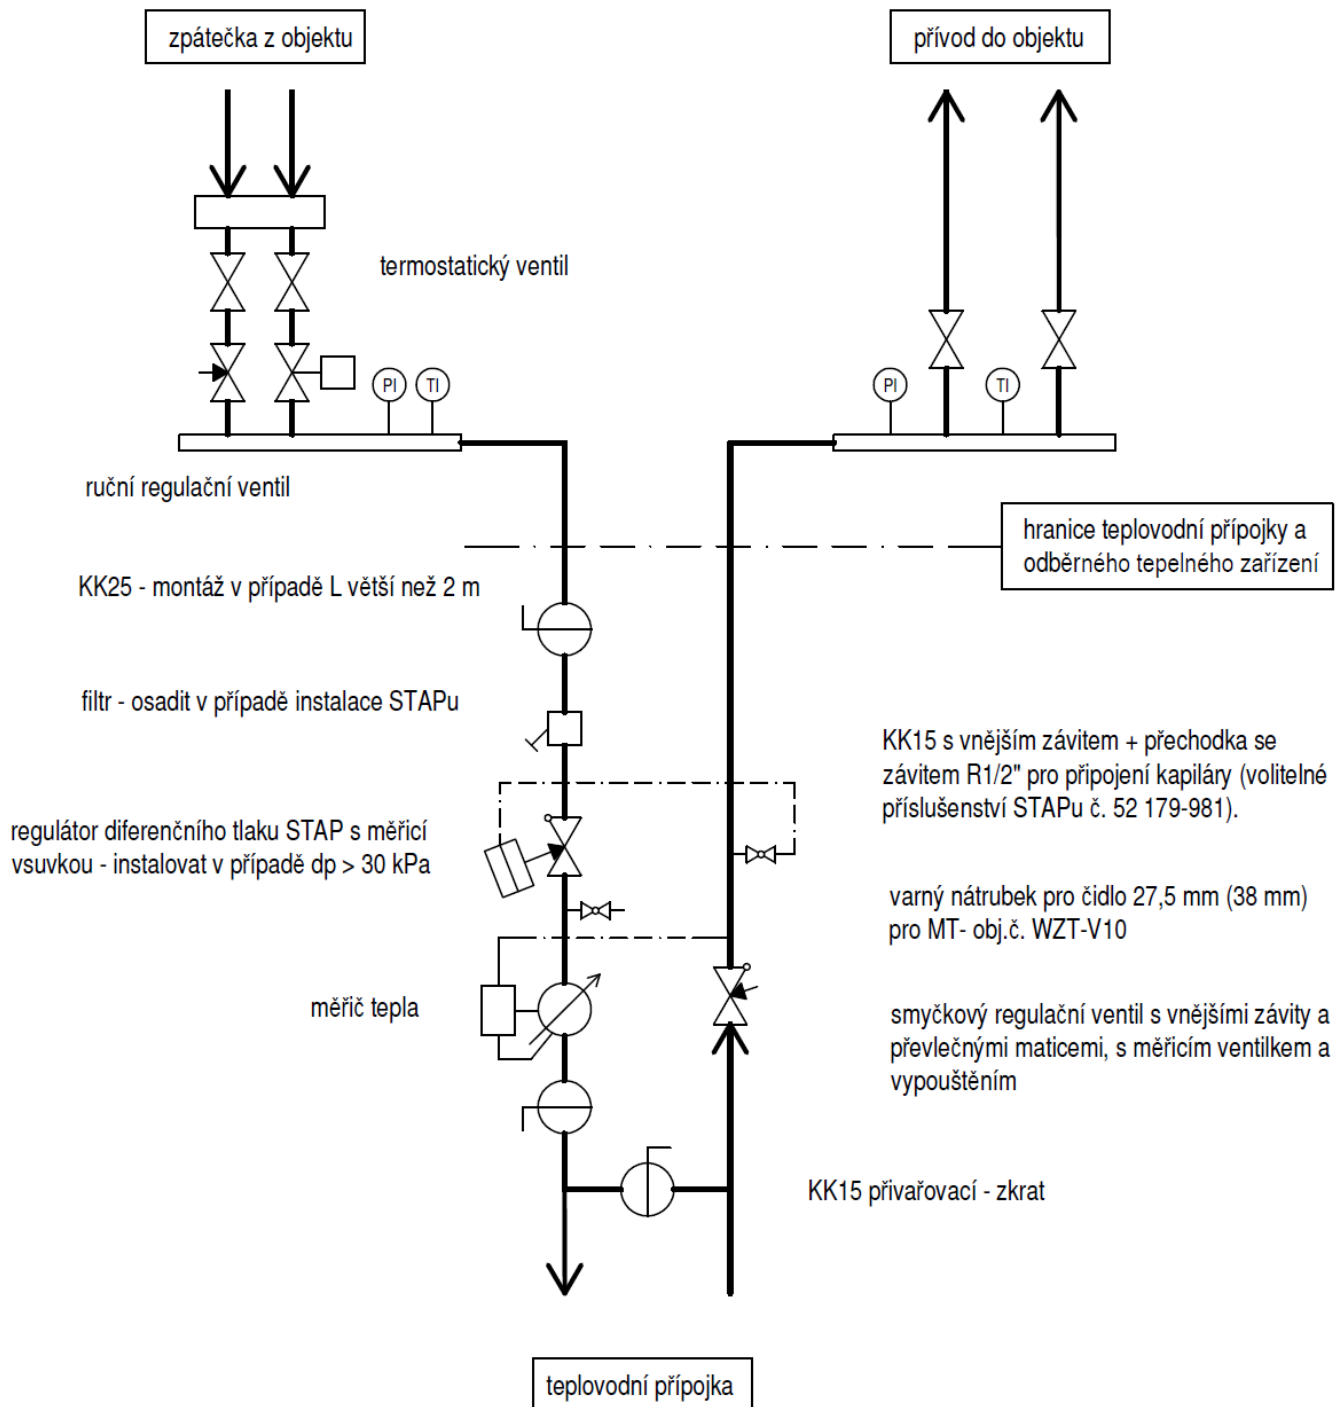 zpátečka z objektu
přívod do objektu
termostatický ventil
PI
TI
PI
TI
ruční regulační ventil
hranice teplovodní přípojky a
odběrného tepelného zařízení
KK25 - montáž v případě L větší než 2 m
filtr - osadit v případě instalace STAPu
KK15 s vnějším závitem + přechodka se
závitem R1/2" pro připojení kapiláry (volitelné
příslušenství STAPu č. 52 179-981).
regulátor diferenčního tlaku STAP s měřicí
vsuvkou - instalovat v případě dp > 30 kPa
varný nátrubek pro čidlo 27,5 mm (38 mm)
pro MT- obj.č. WZT-V10
měřič tepla
smyčkový regulační ventil s vnějšími závity a
převlečnými maticemi, s měřicím ventilkem a
vypouštěním
KK15 přivařovací - zkrat
teplovodní přípojka